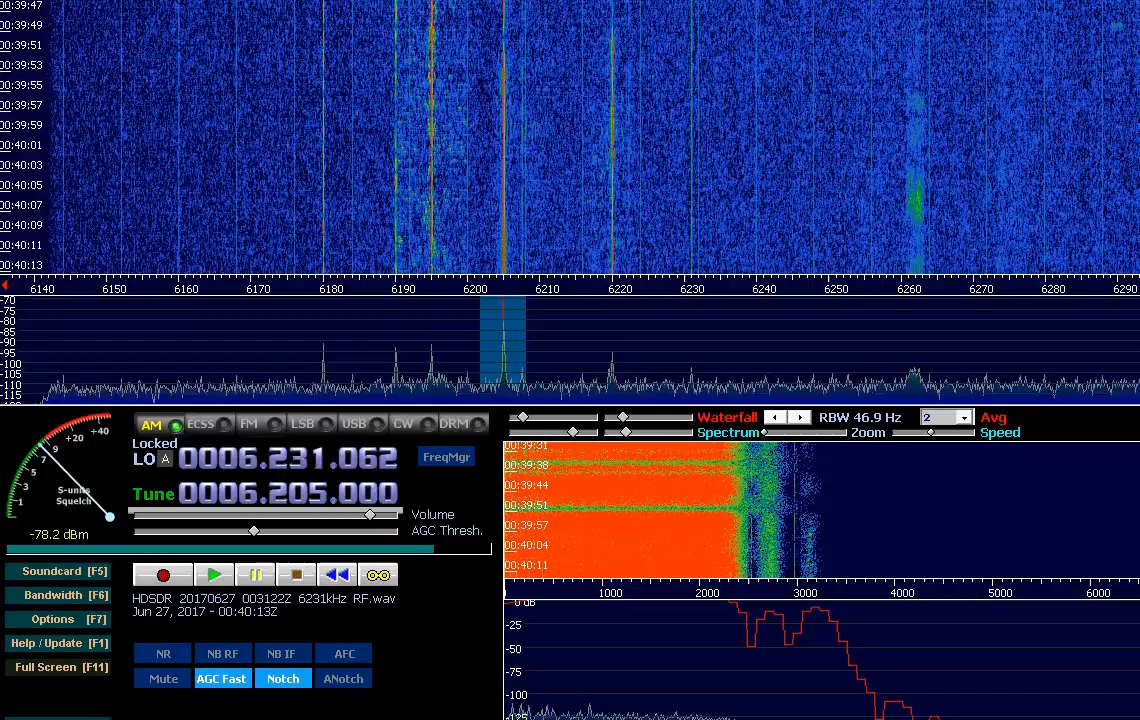 00:39:47
00:39:49
00:39:51
00:39:53
00:39:55
00:39:57
00:39:59
00:40:01
00:40:03
00:40:05
00:40:07
00:40:09
00:40:11
00:40:13
6140 6150 6160 6170 6180 6190 6200 6210 6220 6230 6240 6250 6260 6270 6280 6290
-70
-75
-80
-85
-90
-95
-100
-105
-110
-115
AM ECSS FM LSB USB CW DRM
Waterfall RBW 46.9 Hz 2 Avg
Spectrum Zoom Speed
Locked
LO A 0006.231.062 FreqMgr
Tune 0006.205.000
Volume
AGC Thresh.
1 3 5 7 9 +20 +40
S-units
Squelch
-78.2 dBm
Soundcard [F5]
Bandwidth [F6]
Options [F7]
Help / Update [F1]
Full Screen [F11]
HDSDR 20170627 003122Z 6231kHz RF.wav
Jun 27, 2017 - 00:40:13Z
NR NB RF NB IF AFC
Mute AGC Fast Notch ANotch
00:39:31
00:39:38
00:39:44
00:39:51
00:39:57
00:40:04
00:40:11
0 1000 2000 3000 4000 5000 6000
0 dB
-25
-50
-75
-100
-125